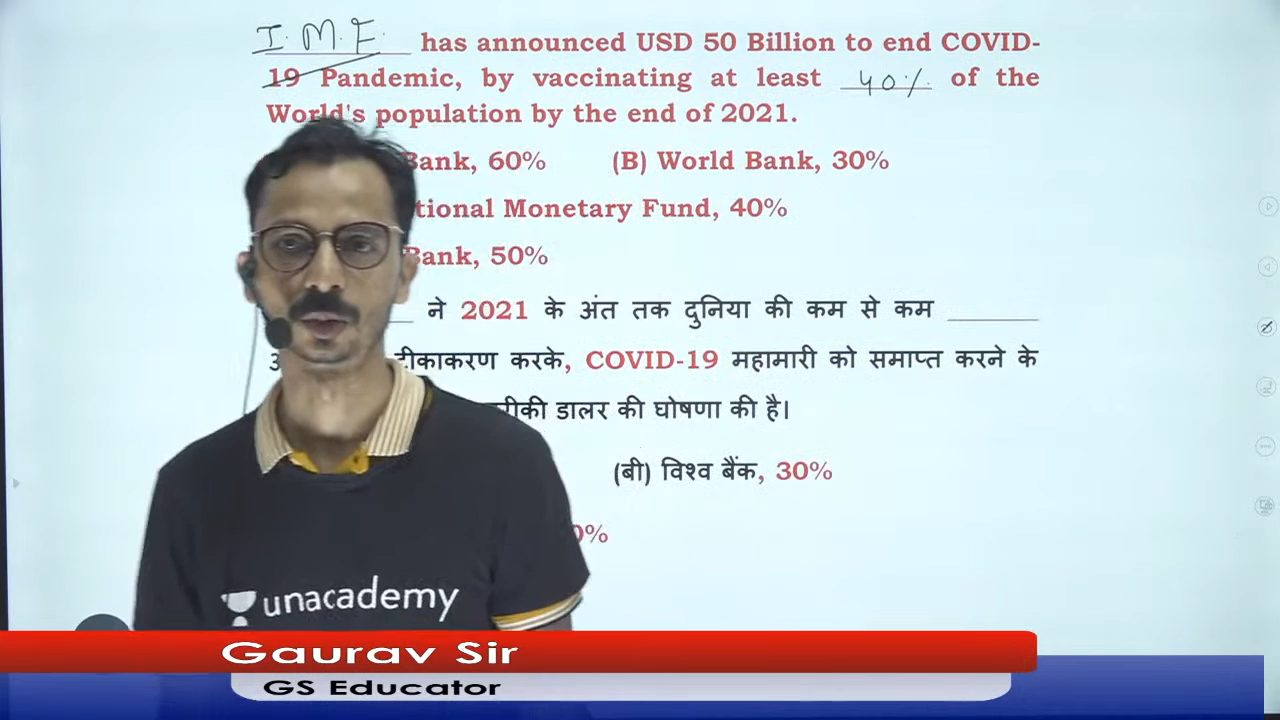 I.M.F. has announced USD 50 Billion to end COVID-
19 Pandemic, by vaccinating at least 40% of the
World's population by the end of 2021.
Bank, 60% (B) World Bank, 30%
tional Monetary Fund, 40%
Bank, 50%
ने 2021 के अंत तक दुनिया की कम से कम
टीकाकरण करके, COVID-19 महामारी को समाप्त करने के
डालर की घोषणा की है।
(बी) विश्व बैंक, 30%
0%
unacademy
Gaurav Sir
GS Educator